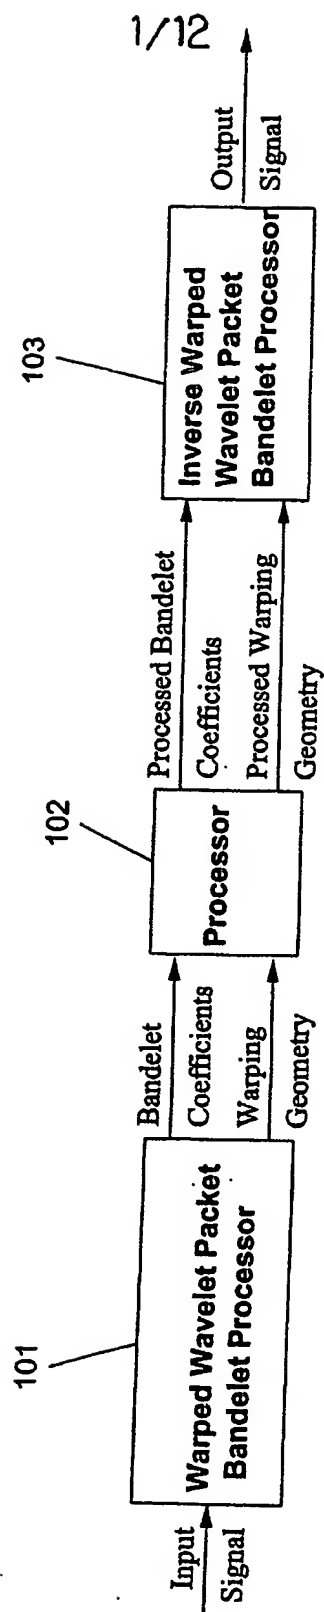 1/12
101
102
103
Input
Signal
Warped Wavelet Packet
Bandelet Processor
Bandelet
Coefficients
Warping
Geometry
Processor
Processed Bandelet
Coefficients
Processed Warping
Geometry
Inverse Warped
Wavelet Packet
Bandelet Processor
Output
Signal